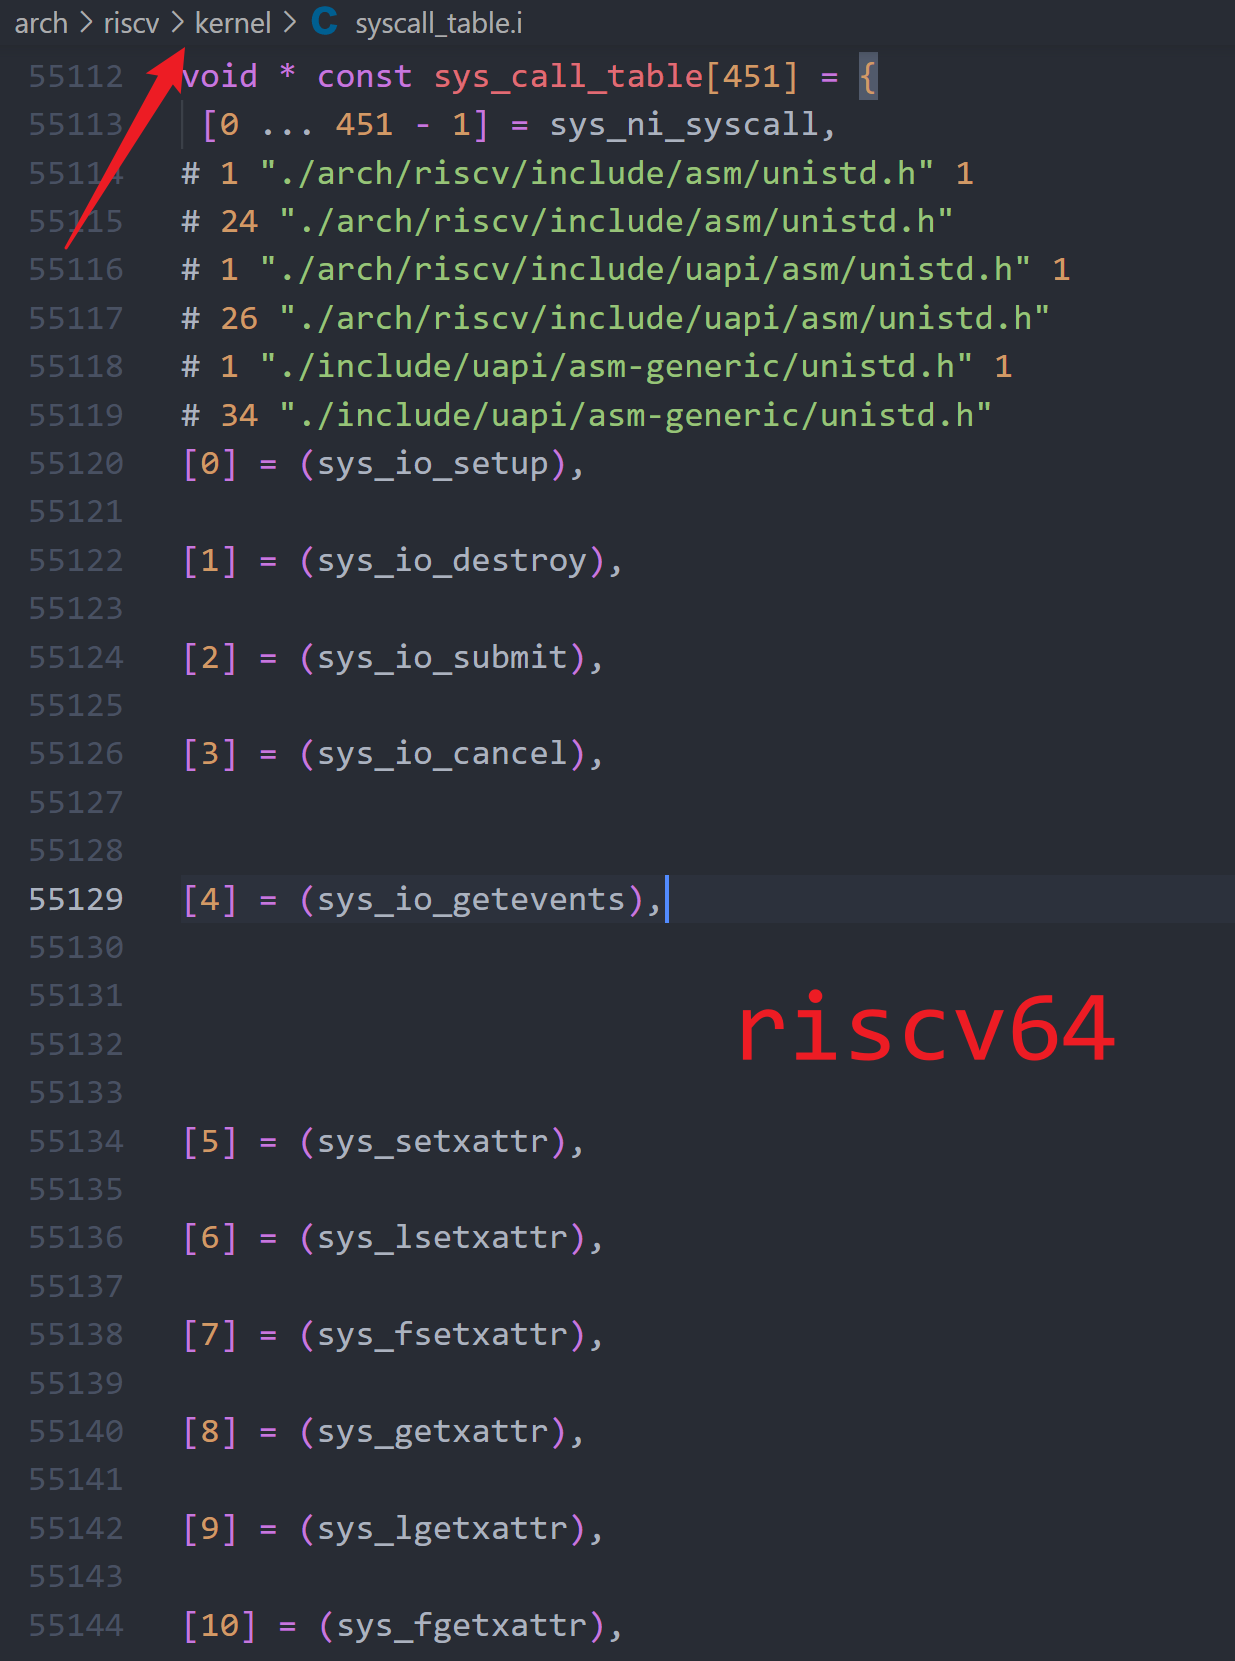 arch > riscv > kernel > C syscall_table.i
55112 void * const sys_call_table[451] = {
55113 [0 ... 451 - 1] = sys_ni_syscall,
55114 # 1 "./arch/riscv/include/asm/unistd.h" 1
55115 # 24 "./arch/riscv/include/asm/unistd.h"
55116 # 1 "./arch/riscv/include/uapi/asm/unistd.h" 1
55117 # 26 "./arch/riscv/include/uapi/asm/unistd.h"
55118 # 1 "./include/uapi/asm-generic/unistd.h" 1
55119 # 34 "./include/uapi/asm-generic/unistd.h"
55120 [0] = (sys_io_setup),
55121
55122 [1] = (sys_io_destroy),
55123
55124 [2] = (sys_io_submit),
55125
55126 [3] = (sys_io_cancel),
55127
55128
55129 [4] = (sys_io_getevents),
55130
55131
riscv64
55132
55133
55134 [5] = (sys_setxattr),
55135
55136 [6] = (sys_lsetxattr),
55137
55138 [7] = (sys_fsetxattr),
55139
55140 [8] = (sys_getxattr),
55141
55142 [9] = (sys_lgetxattr),
55143
55144 [10] = (sys_fgetxattr),